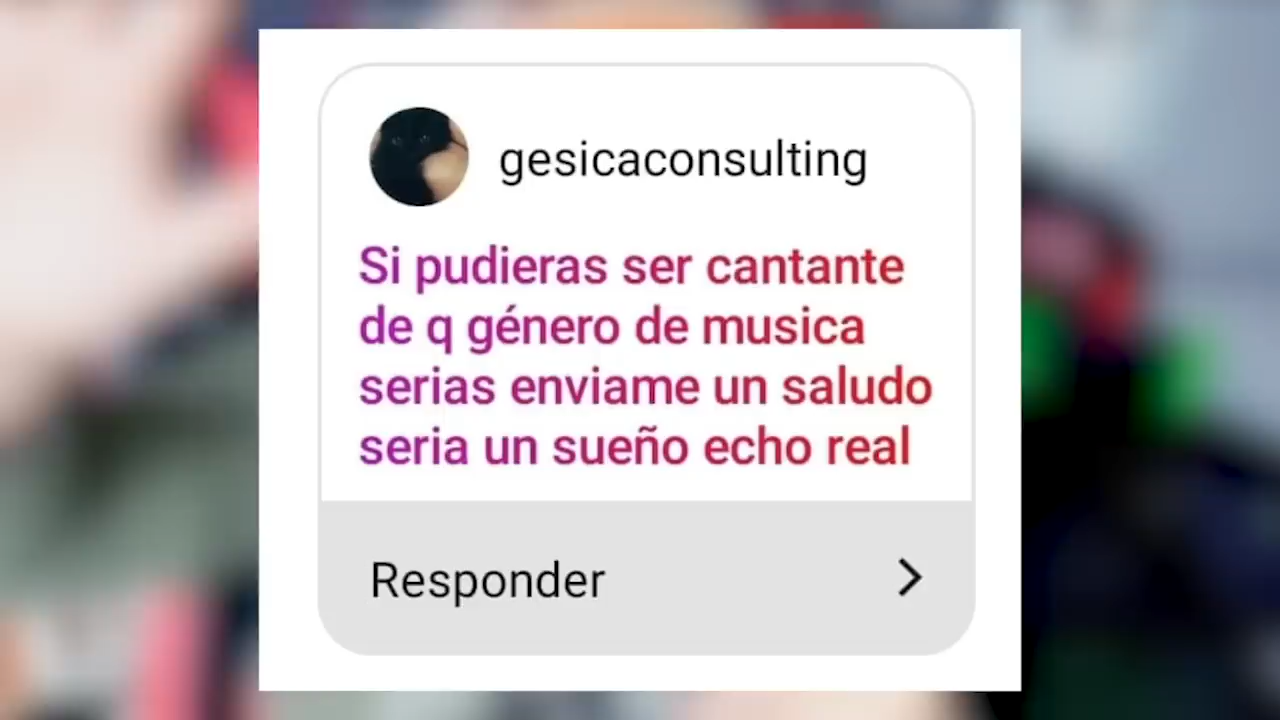 gesicaconsulting
Si pudieras ser cantante
de q género de musica
serias enviame un saludo
seria un sueño echo real
Responder